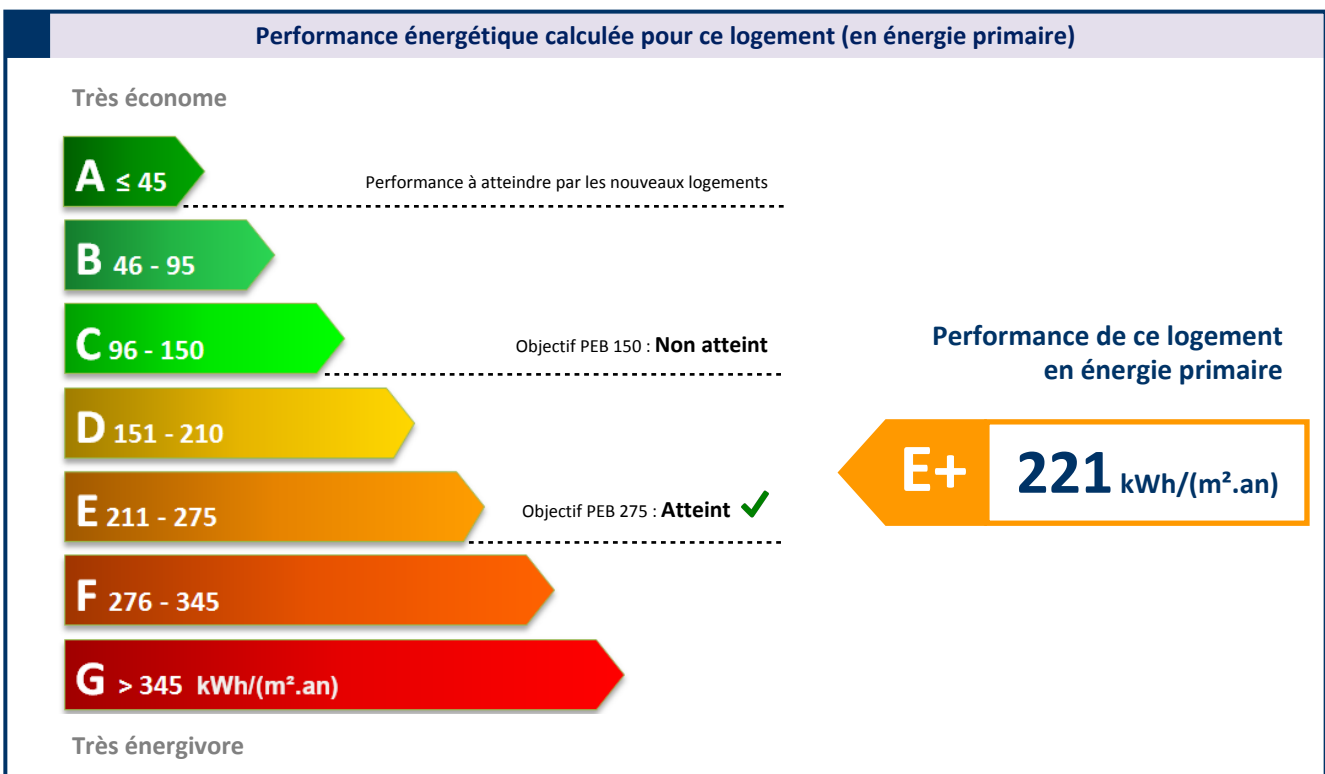 Performance énergétique calculée pour ce logement (en énergie primaire)
Très économe
A ≤ 45
Performance à atteindre par les nouveaux logements
B 46 - 95
C 96 - 150
Objectif PEB 150 : Non atteint
Performance de ce logement
en énergie primaire
D 151 - 210
E+ 221 kWh/(m².an)
E 211 - 275
Objectif PEB 275 : Atteint ✓
F 276 - 345
G > 345 kWh/(m².an)
Très énergivore